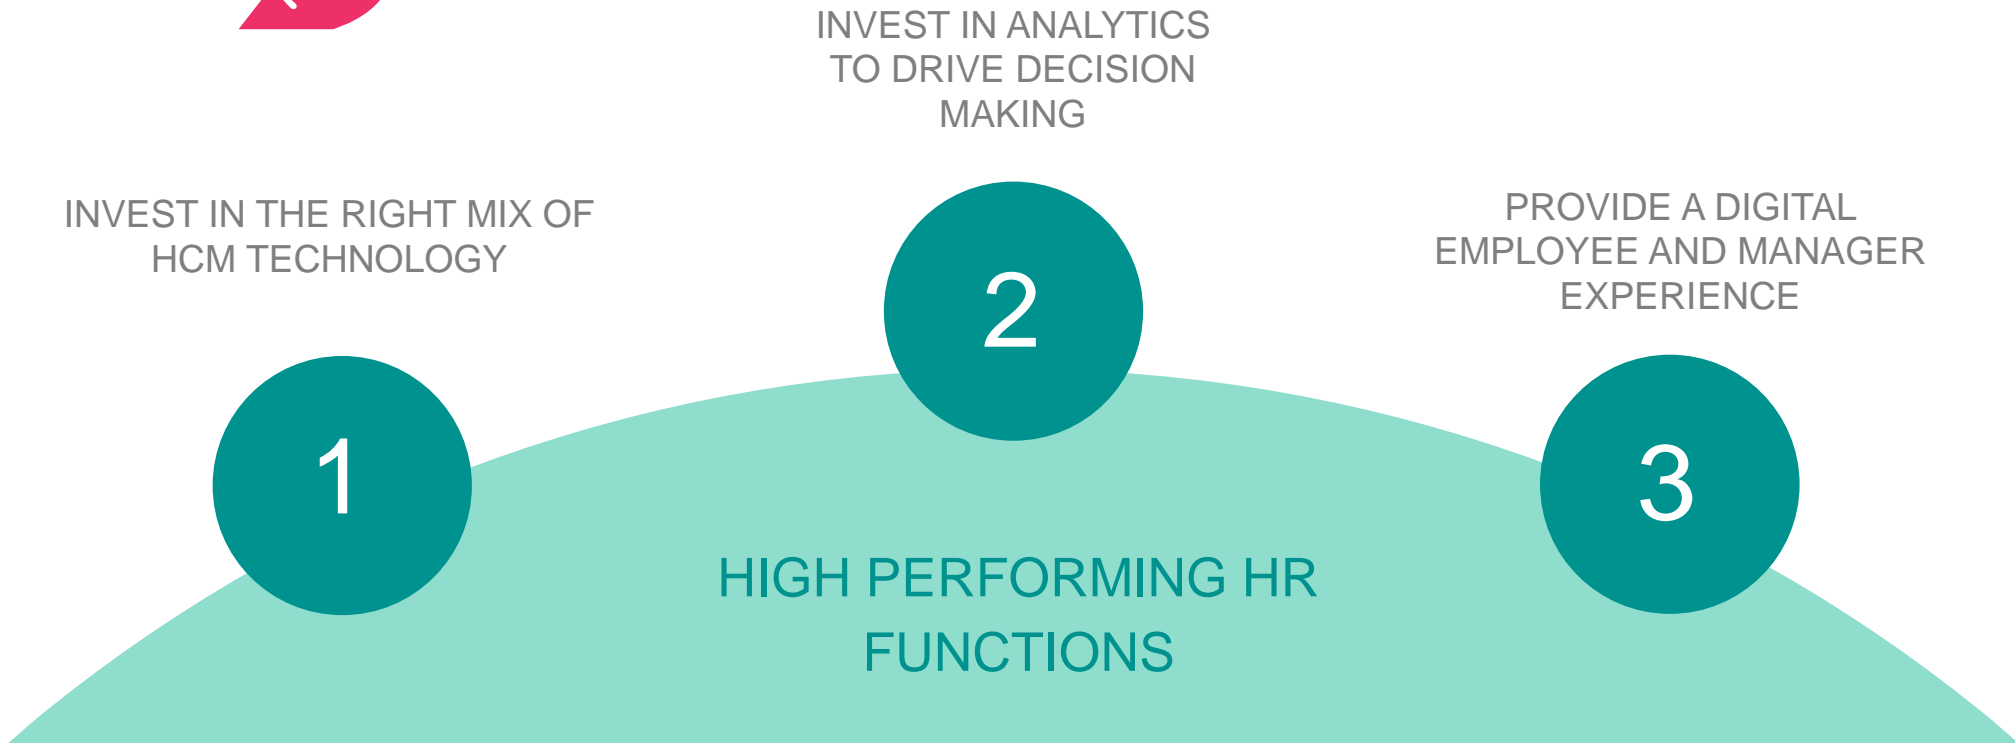 INVEST IN ANALYTICS
TO DRIVE DECISION
MAKING
INVEST IN THE RIGHT MIX OF
HCM TECHNOLOGY
PROVIDE A DIGITAL
EMPLOYEE AND MANAGER
EXPERIENCE
2
1
3
HIGH PERFORMING HR
FUNCTIONS